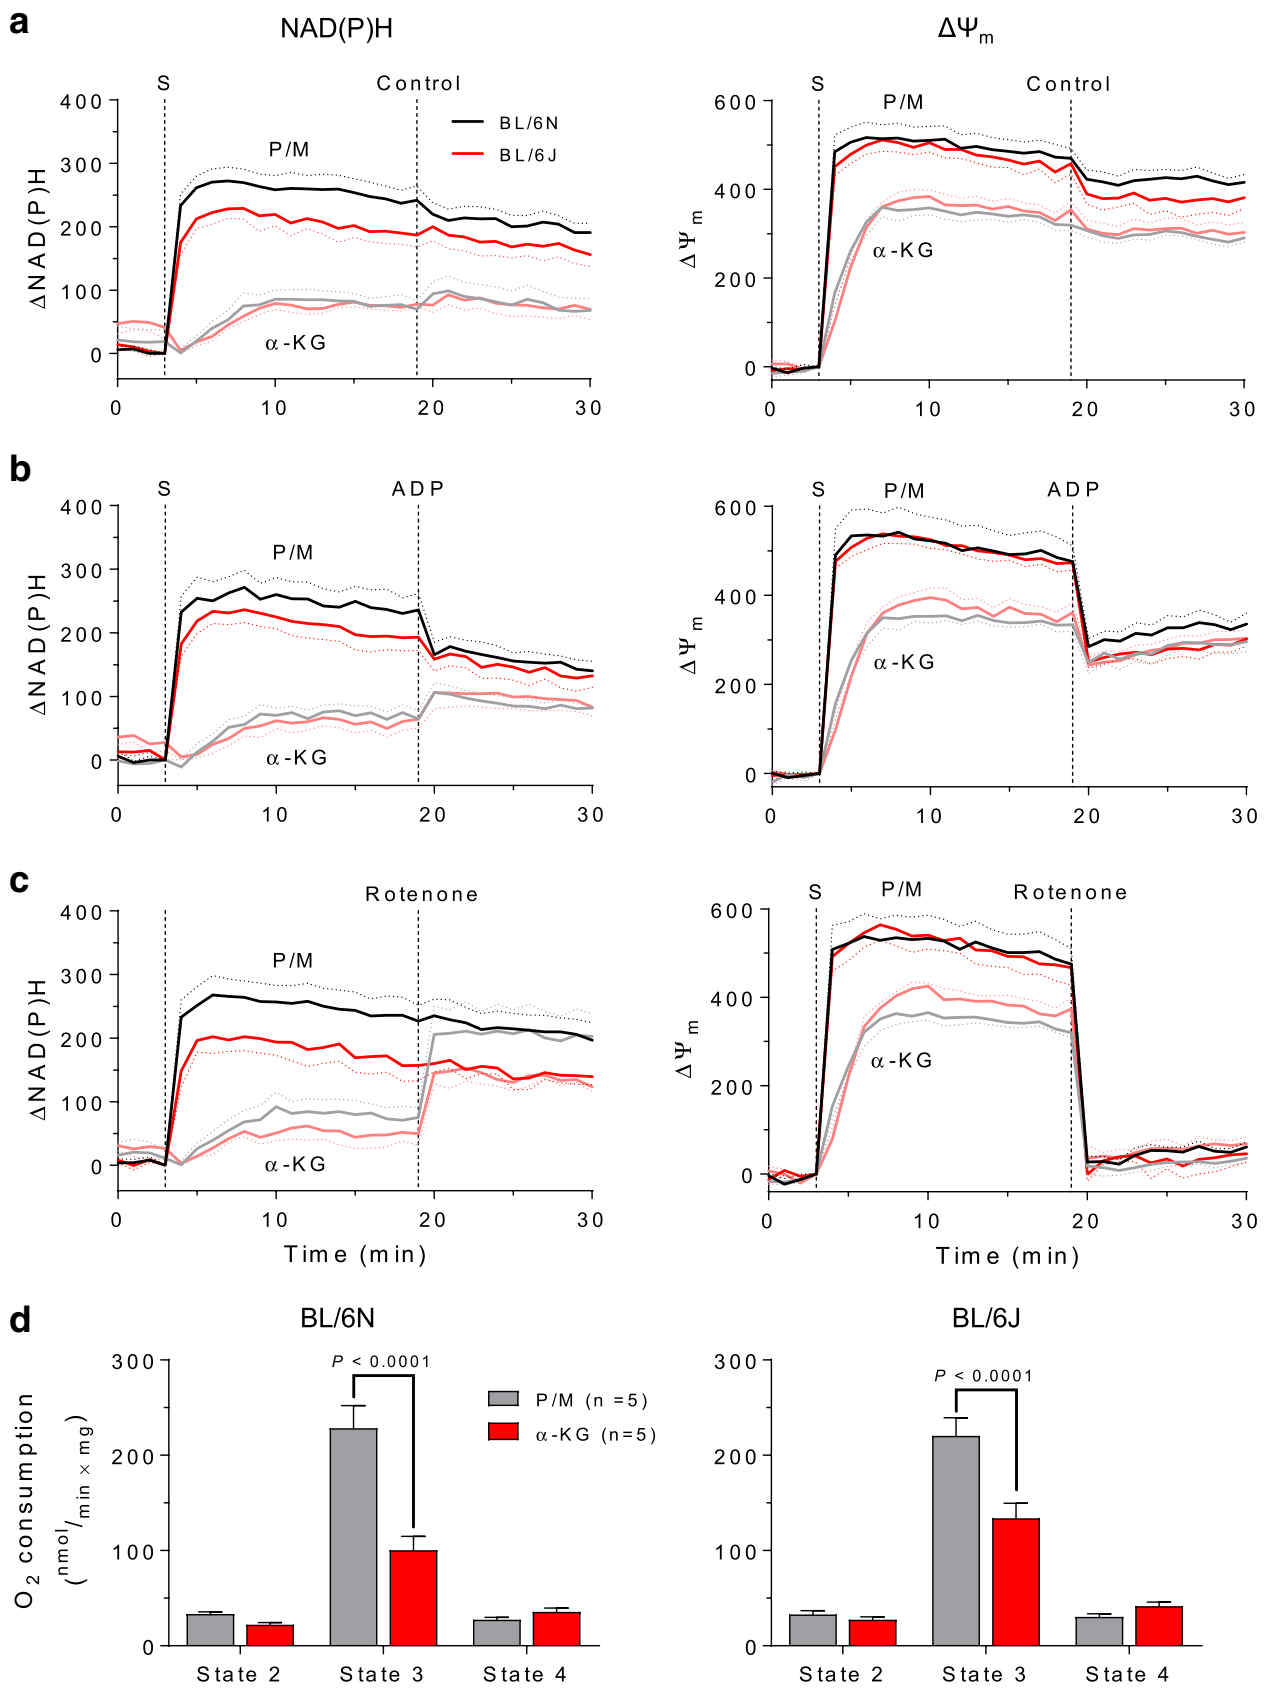 a
NAD(P)H
ΔΨm
S
Control
400
300
200
100
0
ΔNAD(P)H
P/M
α-KG
BL/6N
BL/6J
0
10
20
30
S
P/M
Control
600
400
200
0
ΔΨm
α-KG
0
10
20
30
b
S
ADP
400
300
200
100
0
ΔNAD(P)H
P/M
α-KG
0
10
20
30
S
P/M
ADP
600
400
200
0
ΔΨm
α-KG
0
10
20
30
c
Rotenone
400
300
200
100
0
ΔNAD(P)H
P/M
α-KG
0
10
20
30
Time (min)
S
P/M
Rotenone
600
400
200
0
ΔΨm
α-KG
0
10
20
30
Time (min)
d
BL/6N
300
200
100
0
O2 consumption
(nmol/min × mg)
P < 0.0001
P/M (n =5)
α-KG (n=5)
State 2
State 3
State 4
BL/6J
300
200
100
0
P < 0.0001
State 2
State 3
State 4